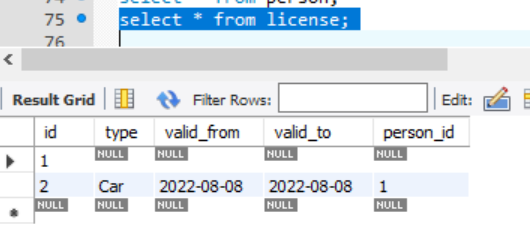 74 select * from person;
75 select * from license;
76
Result Grid Filter Rows: Edit:
id type valid_from valid_to person_id
1 NULL NULL NULL NULL
2 Car 2022-08-08 2022-08-08 1
NULL NULL NULL NULL NULL